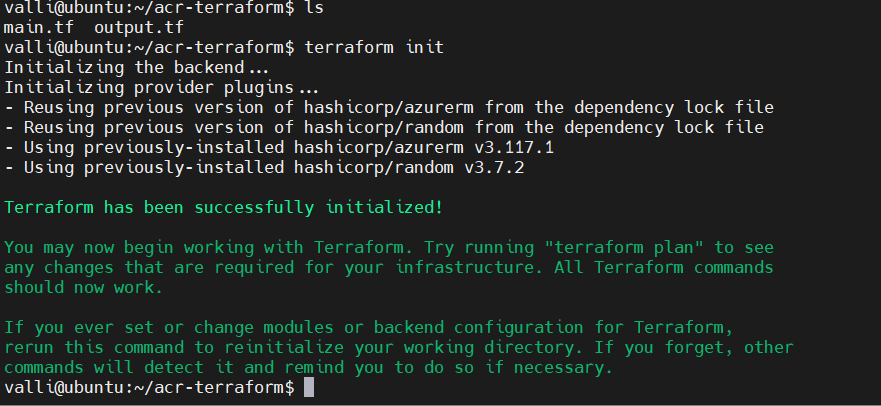 valli@ubuntu:~/acr-terraform$ ls
main.tf  output.tf
valli@ubuntu:~/acr-terraform$ terraform init
Initializing the backend...
Initializing provider plugins...
- Reusing previous version of hashicorp/azurerm from the dependency lock file
- Reusing previous version of hashicorp/random from the dependency lock file
- Using previously-installed hashicorp/azurerm v3.117.1
- Using previously-installed hashicorp/random v3.7.2
Terraform has been successfully initialized!
You may now begin working with Terraform. Try running "terraform plan" to see
any changes that are required for your infrastructure. All Terraform commands
should now work.
If you ever set or change modules or backend configuration for Terraform,
rerun this command to reinitialize your working directory. If you forget, other
commands will detect it and remind you to do so if necessary.
valli@ubuntu:~/acr-terraform$